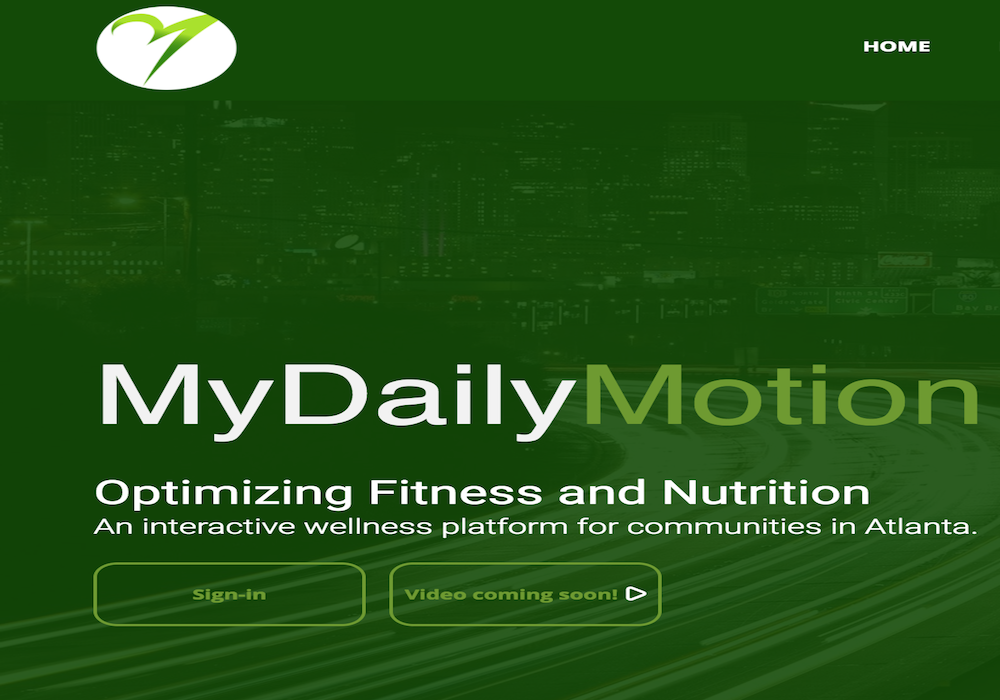 HOME
MyDailyMotion
Optimizing Fitness and Nutrition
An interactive wellness platform for communities in Atlanta.
Sign-in
Video coming soon!